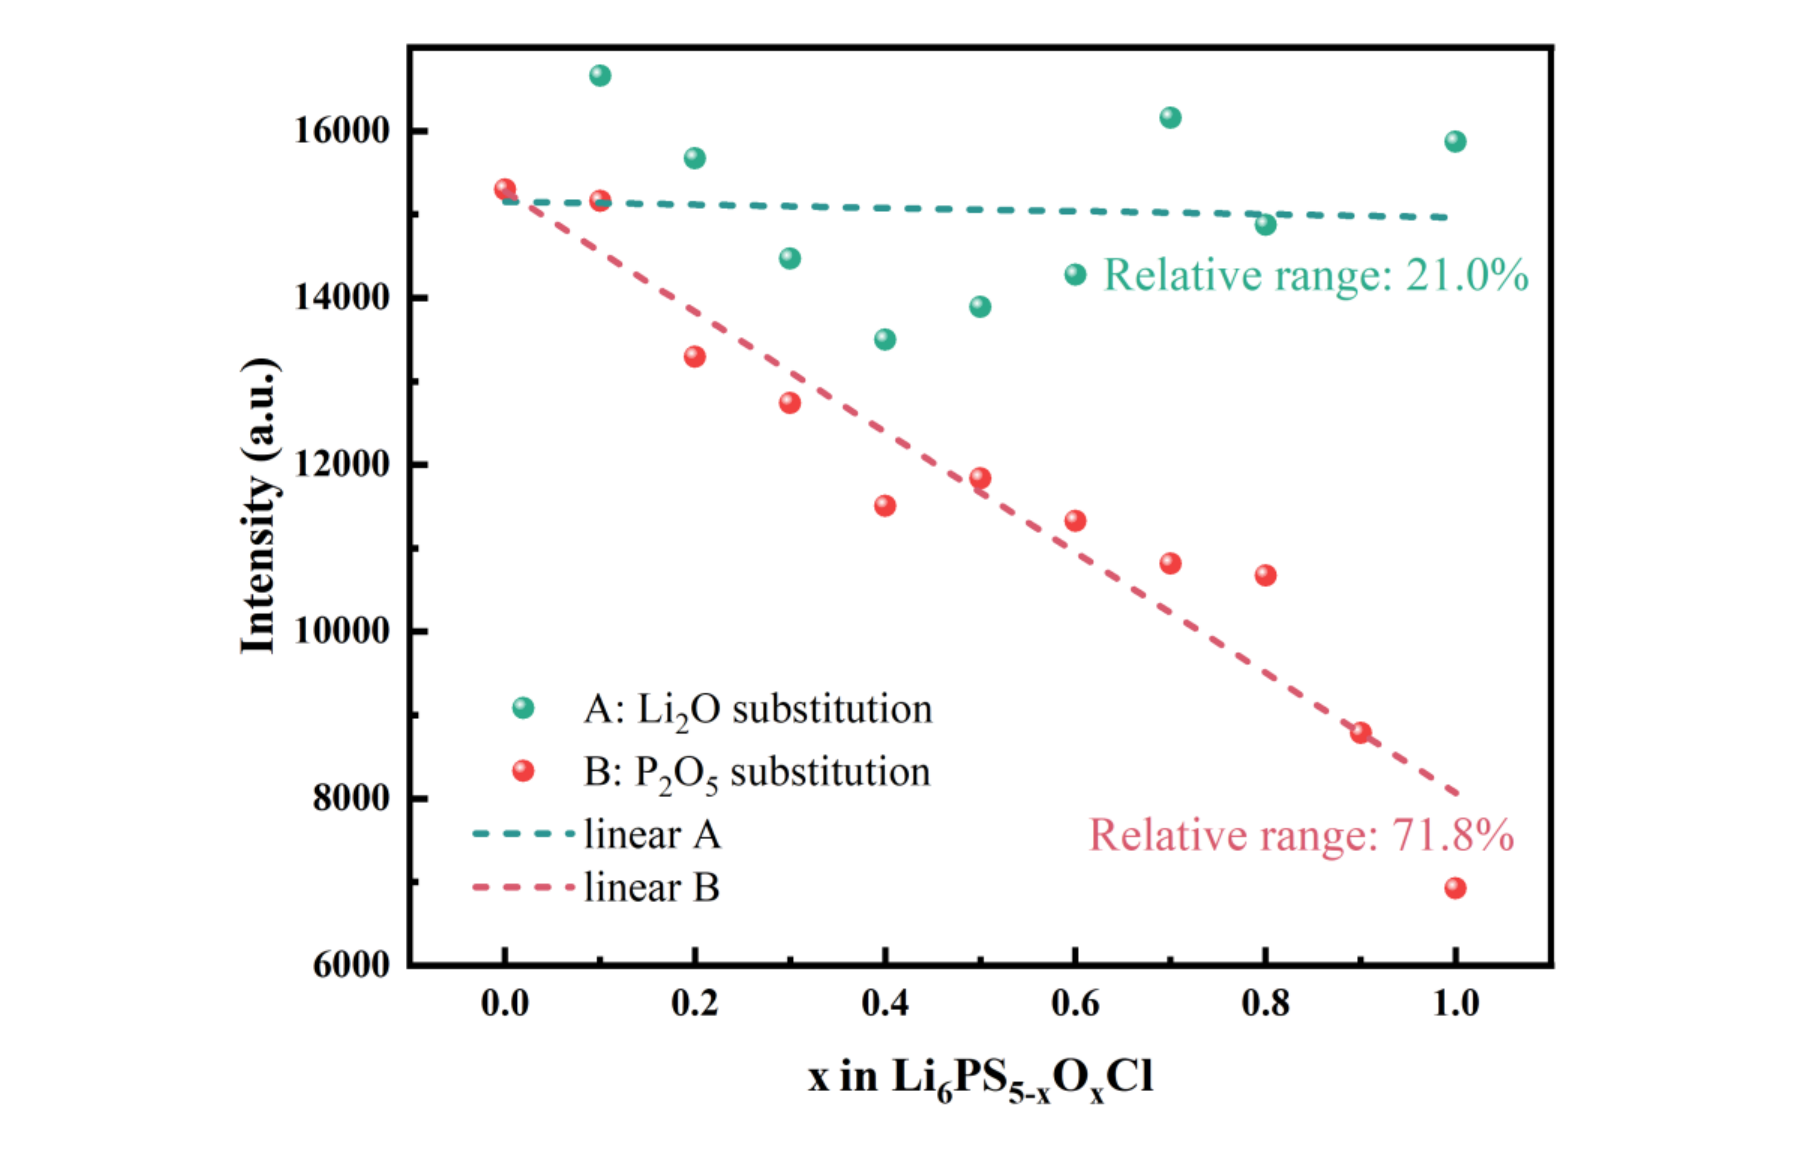 16000
14000
12000
10000
8000
6000
Intensity (a.u.)
Relative range: 21.0%
A: Li₂O substitution
B: P₂O₅ substitution
linear A
linear B
Relative range: 71.8%
0.0 0.2 0.4 0.6 0.8 1.0
x in Li₆PS₅₋ₓOₓCl